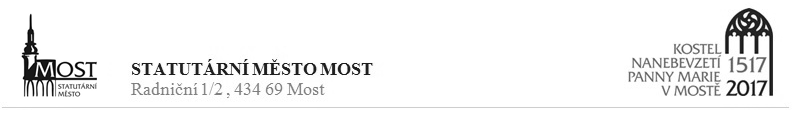 MOST
STATUTÁRNÍ
MĚSTO
STATUTÁRNÍ MĚSTO MOST
Radniční 1/2 , 434 69 Most
KOSTEL
NANEBEVZETÍ 1517
PANNY MARIE
V MOSTĚ 2017